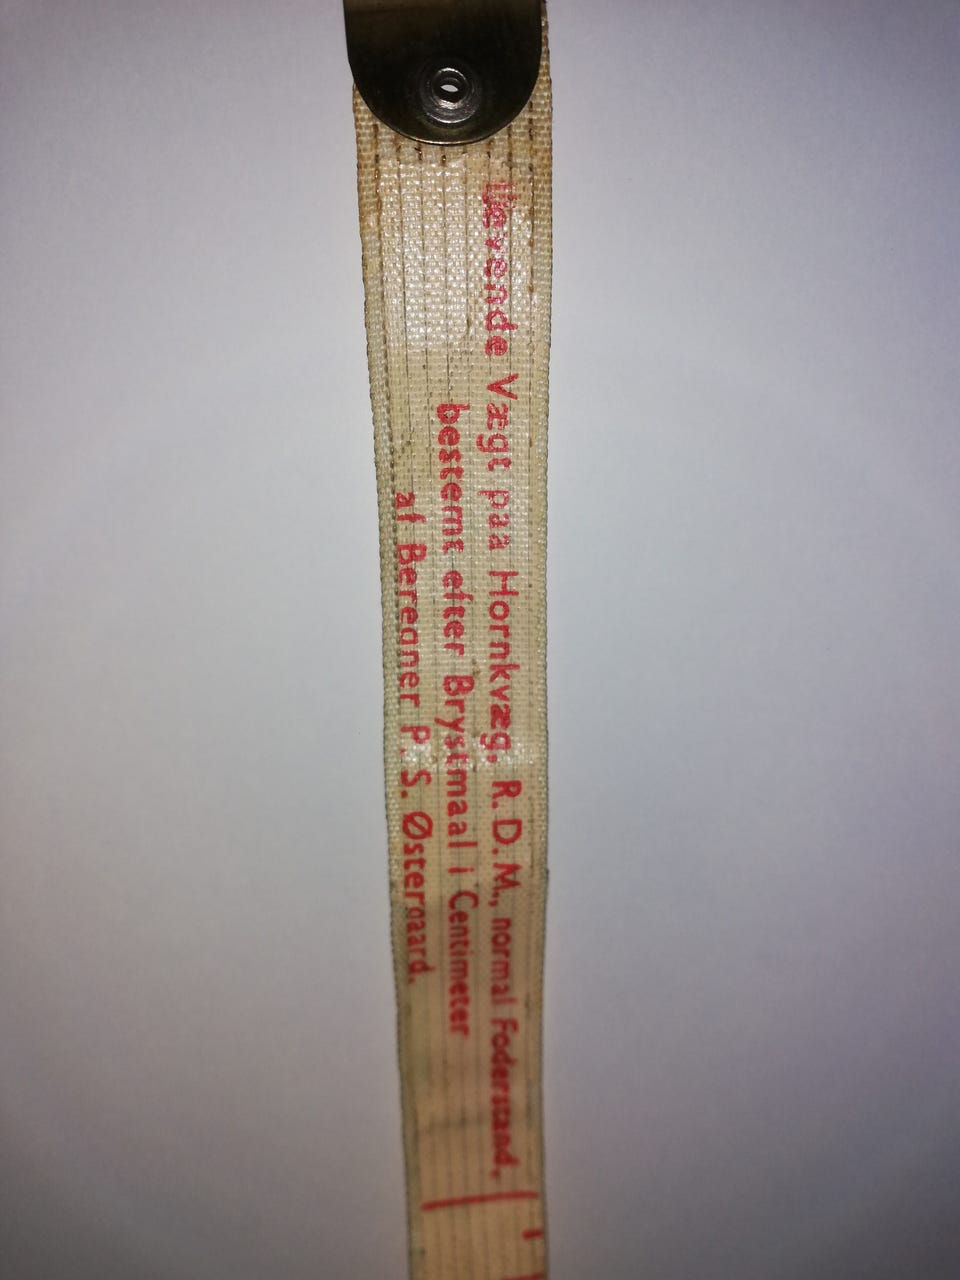 Levende Vægt paa Hornkvæg, R. D. M., normal Foderstand,
bestemt efter Brystmaal i Centimeter
af Beregner P. S. Østergaard.